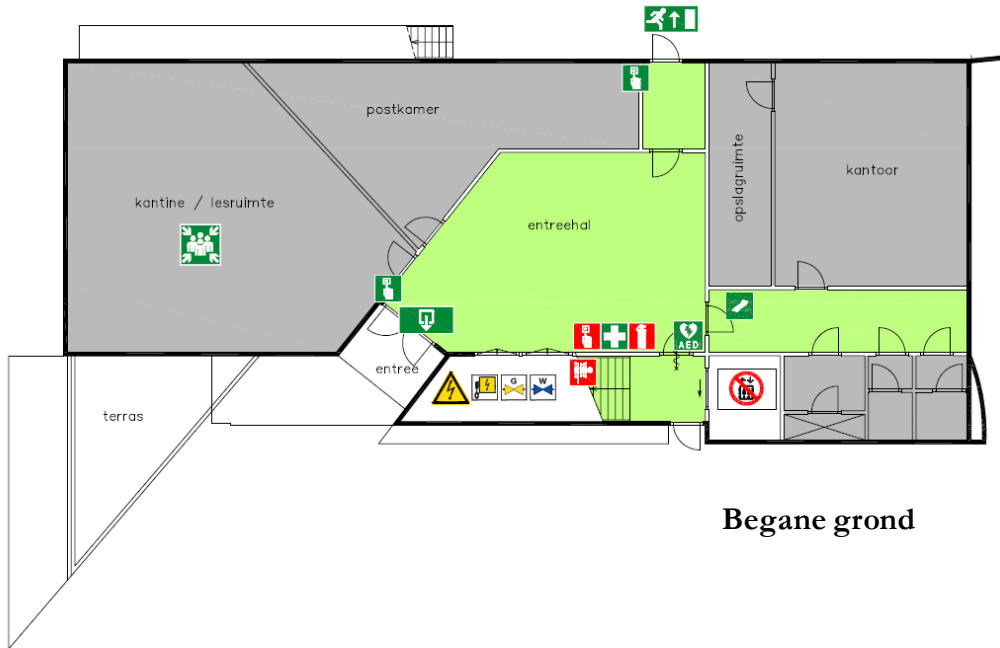 postkamer
kantine / lesruimte
entreehal
opslagruimte
kantoor
AED
entree
G
W
terras
Begane grond